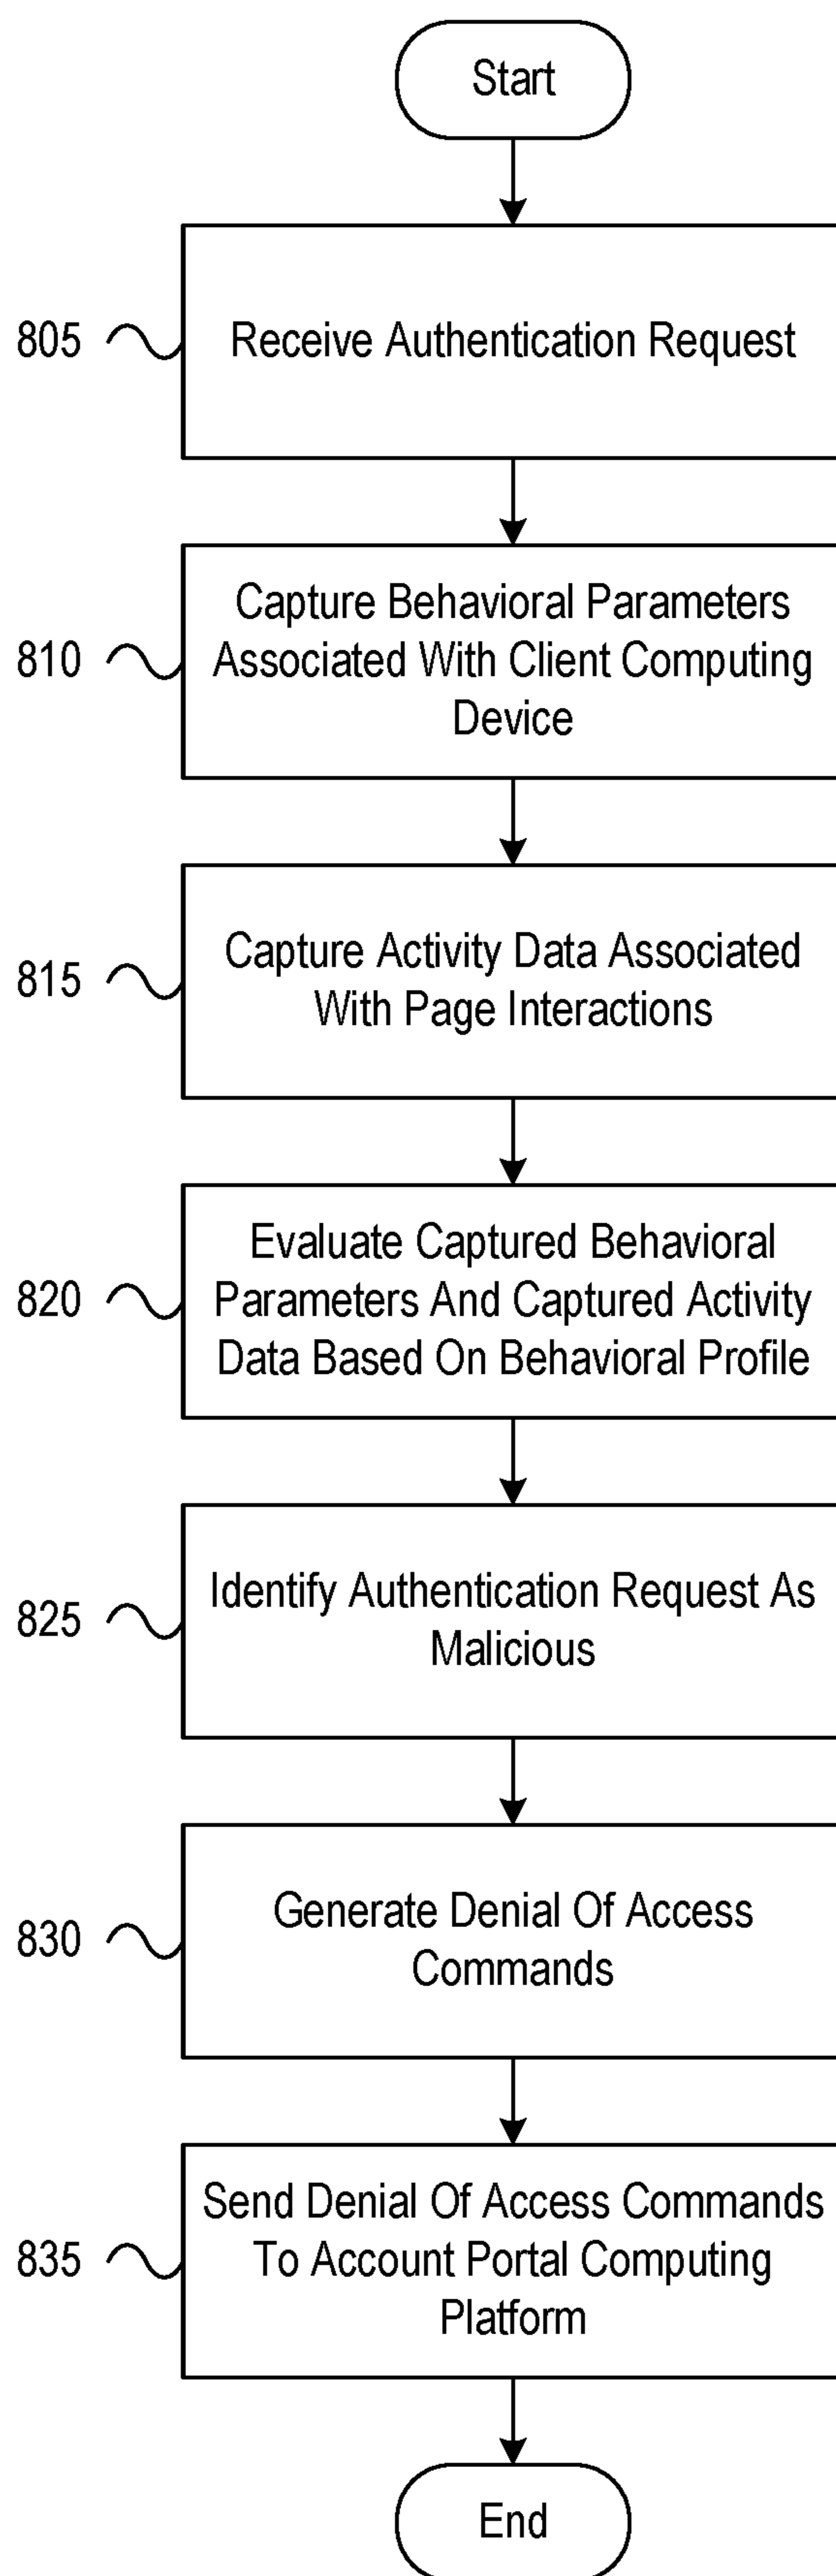 Start
805
Receive Authentication Request
810
Capture Behavioral Parameters
Associated With Client Computing
Device
815
Capture Activity Data Associated
With Page Interactions
820
Evaluate Captured Behavioral
Parameters And Captured Activity
Data Based On Behavioral Profile
825
Identify Authentication Request As
Malicious
830
Generate Denial Of Access
Commands
835
Send Denial Of Access Commands
To Account Portal Computing
Platform
End